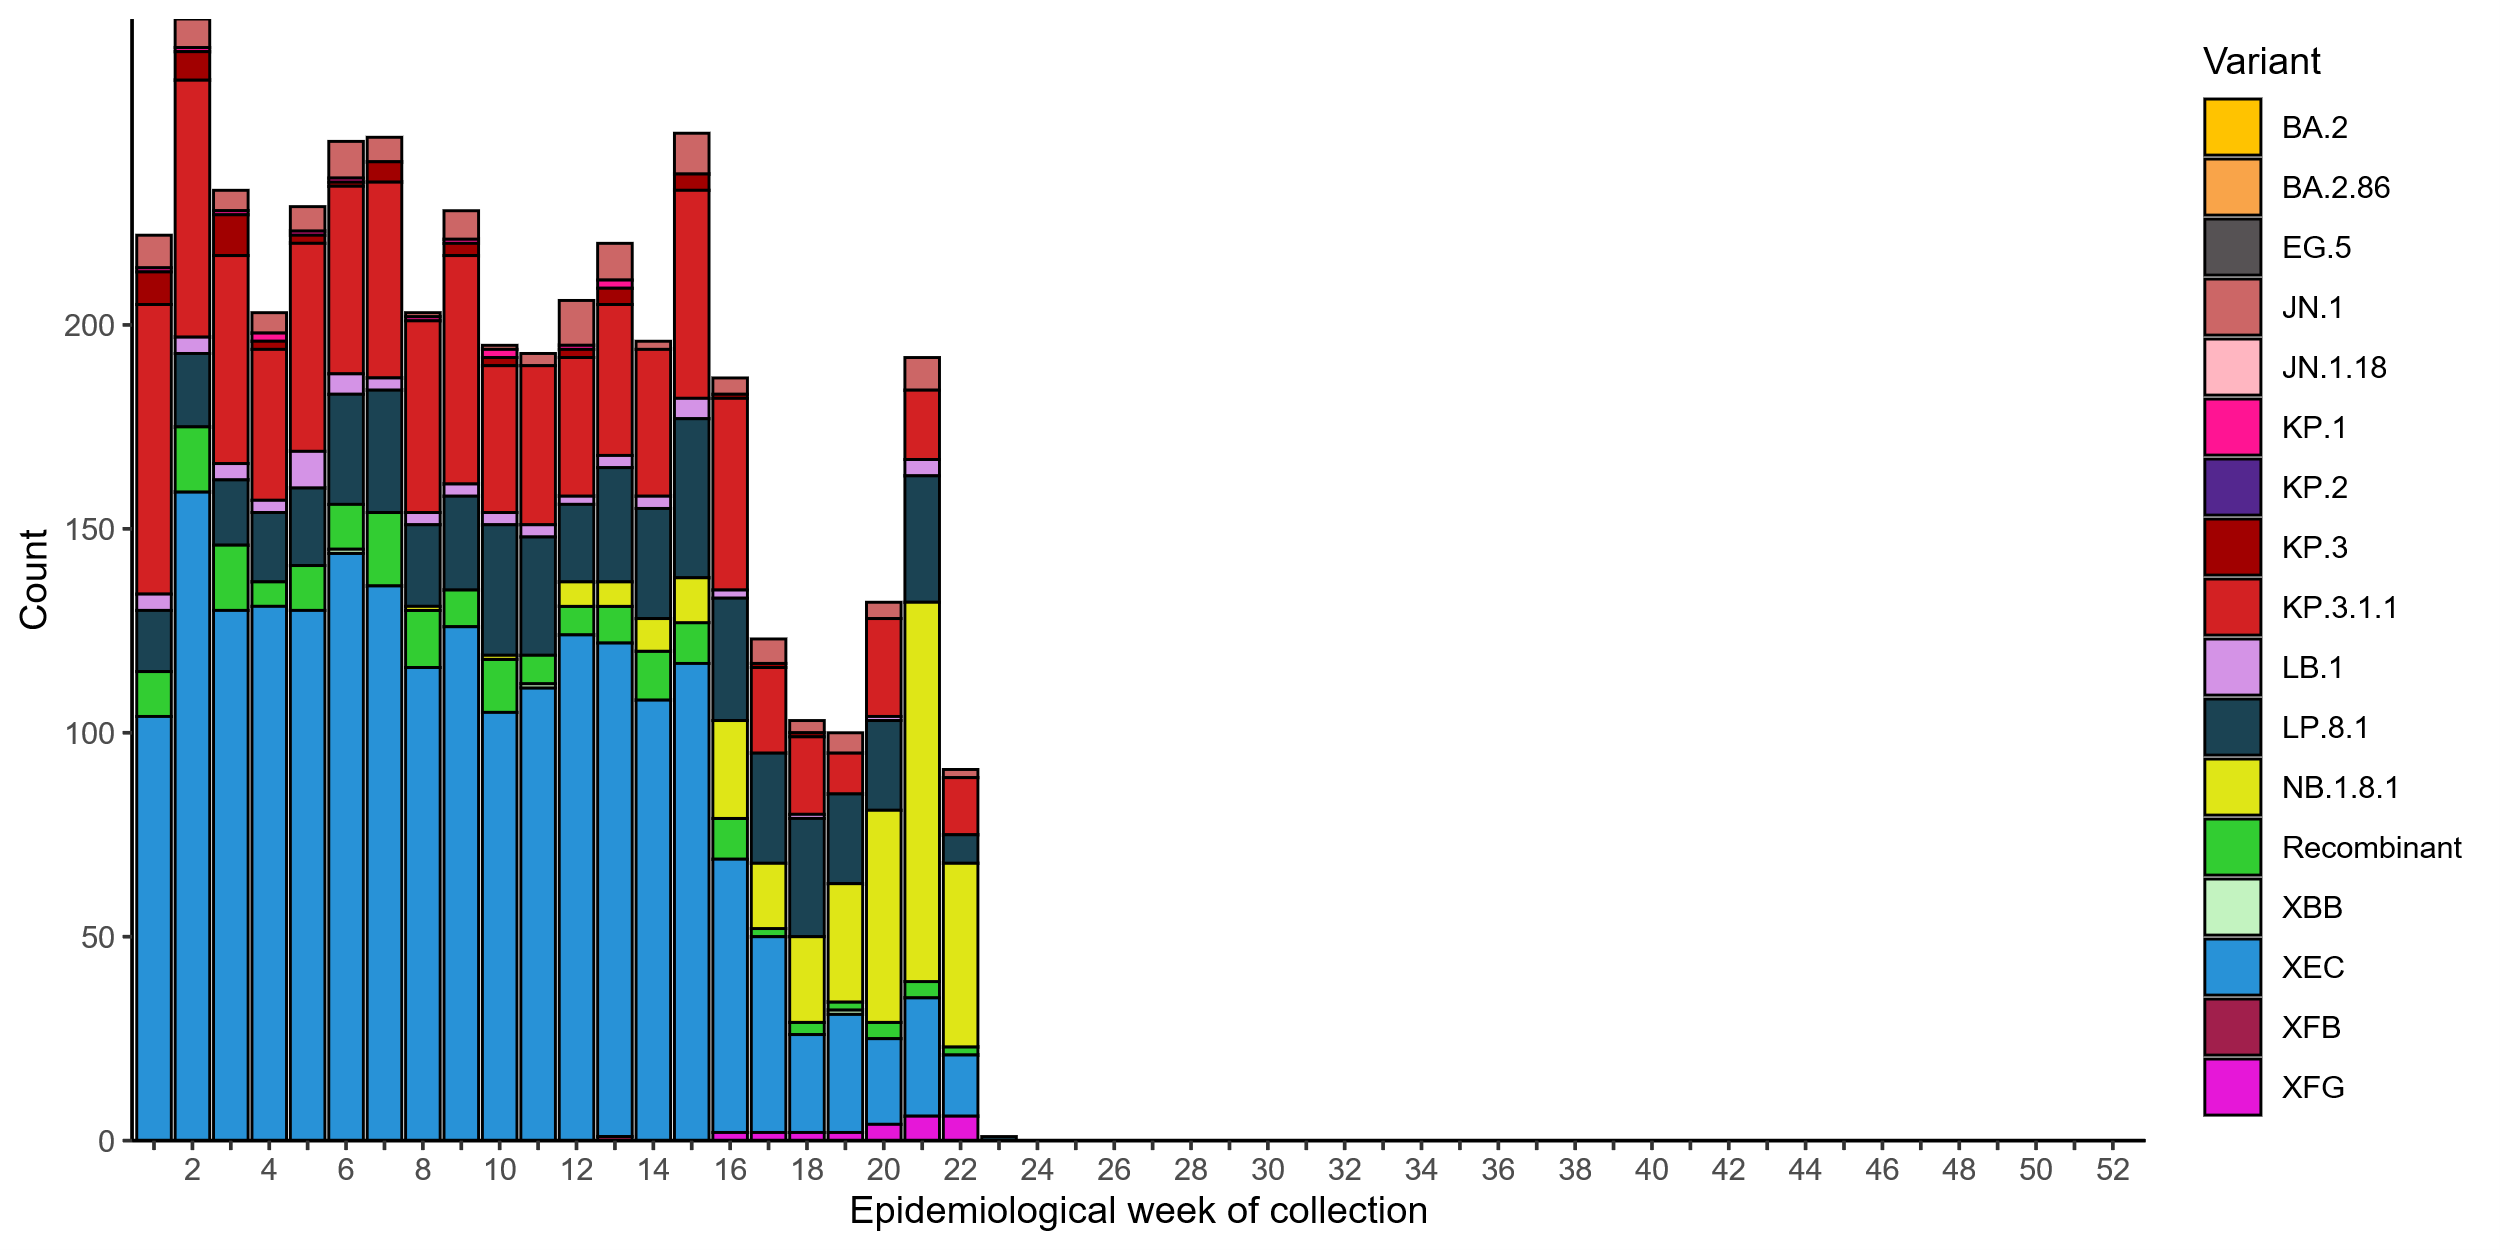 Count
200
150
100
50
0
2 4 6 8 10 12 14 16 18 20 22 24 26 28 30 32 34 36 38 40 42 44 46 48 50 52
Epidemiological week of collection
Variant
BA.2
BA.2.86
EG.5
JN.1
JN.1.18
KP.1
KP.2
KP.3
KP.3.1.1
LB.1
LP.8.1
NB.1.8.1
Recombinant
XBB
XEC
XFB
XFG